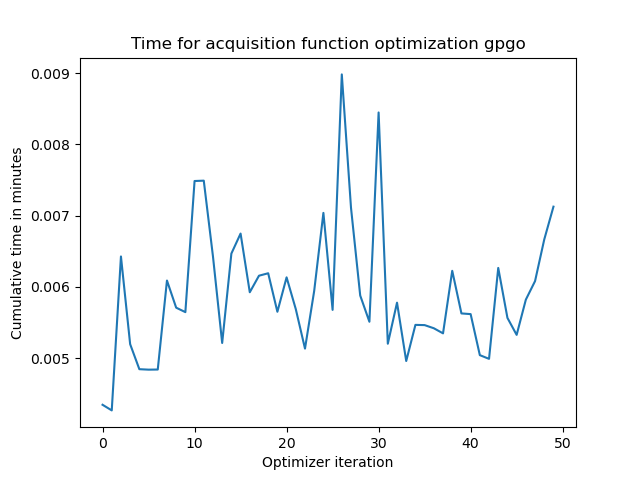 Time for acquisition function optimization gpgo
0.009
0.008
0.007
0.006
0.005
Cumulative time in minutes
0 10 20 30 40 50
Optimizer iteration